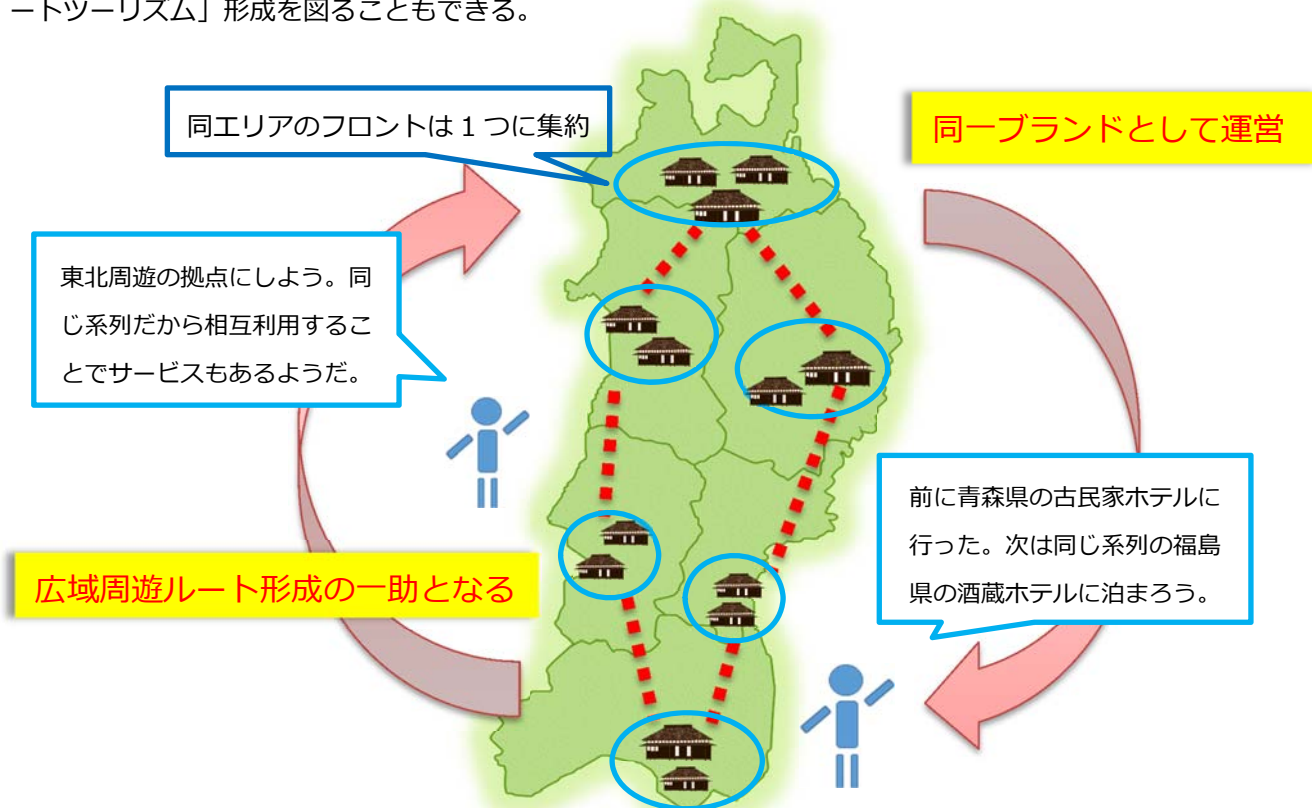 ートツーリズム」形成を図ることもできる。
同エリアのフロントは 1 つに集約
同一ブランドとして運営
東北周遊の拠点にしよう。同
じ系列だから相互利用するこ
とでサービスもあるようだ。
前に青森県の古民家ホテルに
行った。次は同じ系列の福島
県の酒蔵ホテルに泊まろう。
広域周遊ルート形成の一助となる